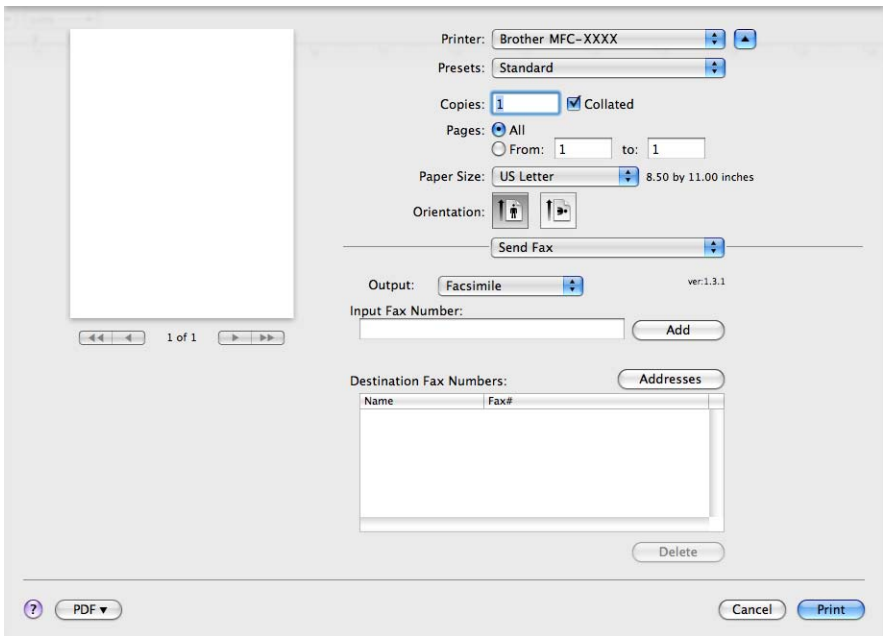 Printer: Brother MFC-XXXX
Presets: Standard
Copies: 1 Collated
Pages: All
From: 1 to: 1
Paper Size: US Letter 8.50 by 11.00 inches
Orientation:
Send Fax
Output: Facsimile ver:1.3.1
Input Fax Number:
Add
1 of 1
Destination Fax Numbers: Addresses
Name Fax#
Delete
? PDF▼ Cancel Print